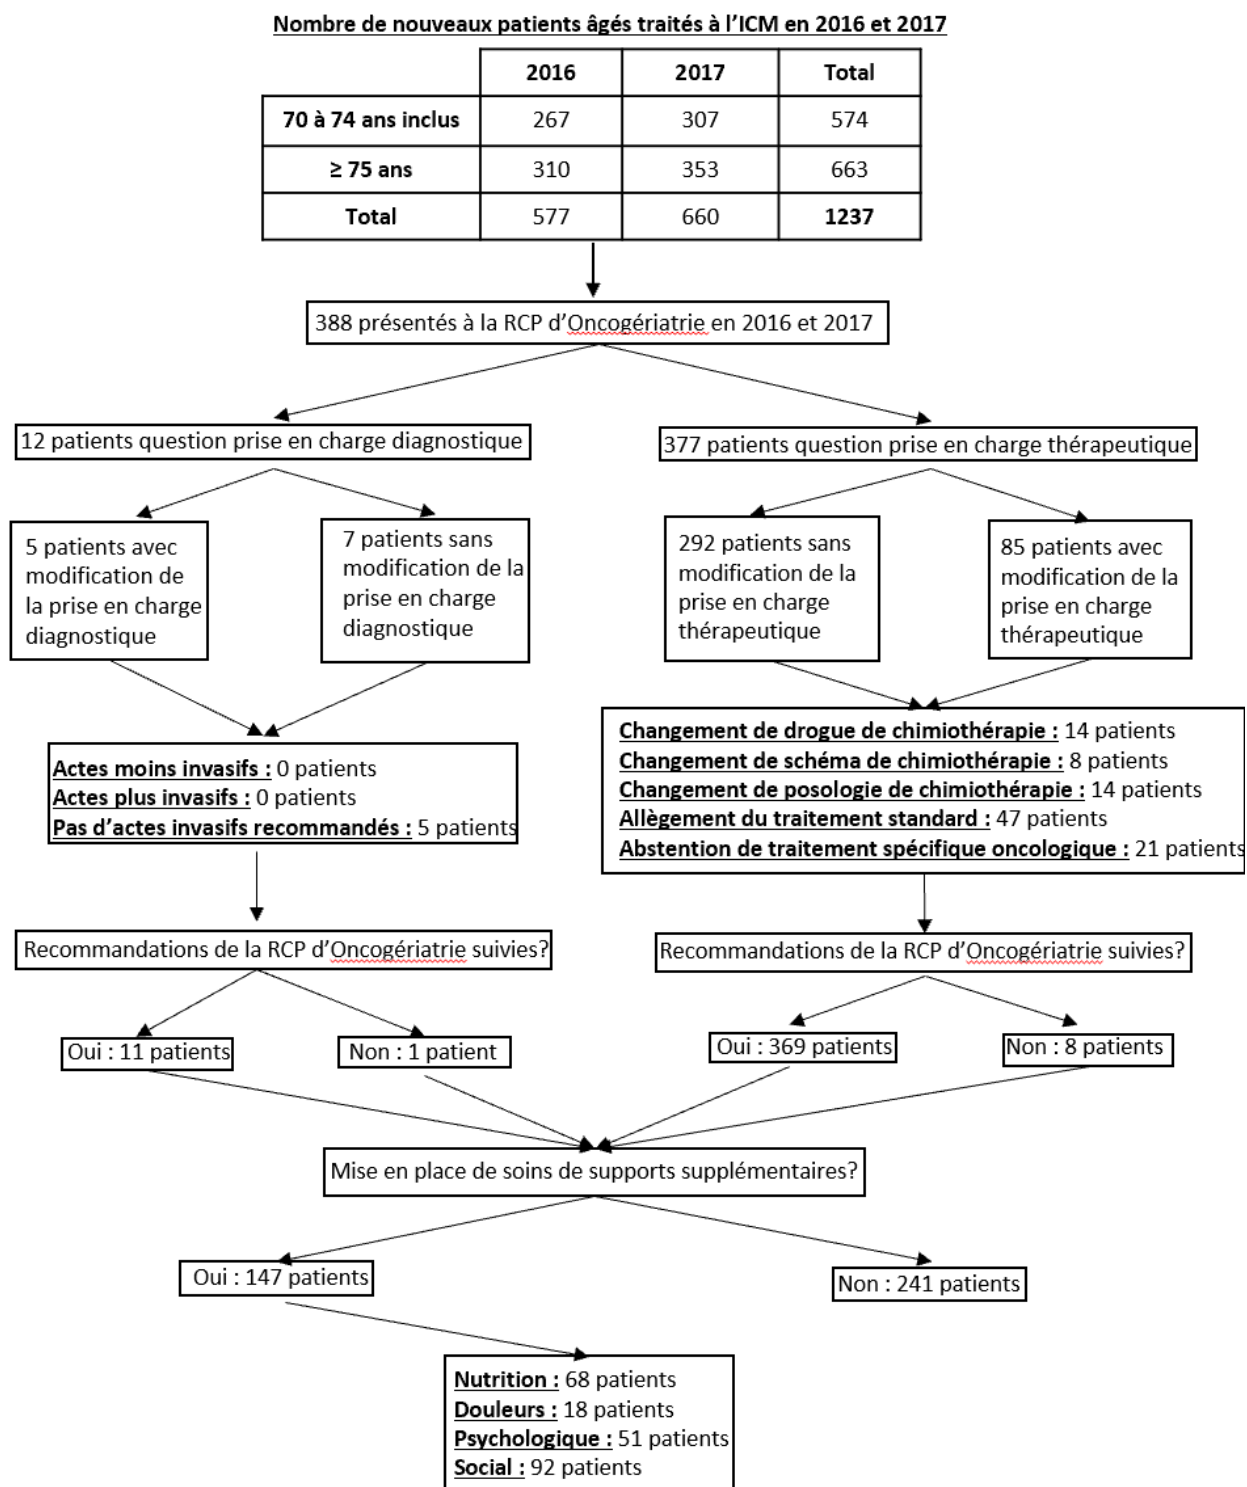 Nombre de nouveaux patients âgés traités à l'ICM en 2016 et 2017
2016 2017 Total
70 à 74 ans inclus 267 307 574
≥ 75 ans 310 353 663
Total 577 660 1237
388 présentés à la RCP d'Oncogériatrie en 2016 et 2017
12 patients question prise en charge diagnostique
377 patients question prise en charge thérapeutique
5 patients avec
modification de
la prise en charge
diagnostique
7 patients sans
modification de la
prise en charge
diagnostique
292 patients sans
modification de la
prise en charge
thérapeutique
85 patients avec
modification de la
prise en charge
thérapeutique
Actes moins invasifs : 0 patients
Actes plus invasifs : 0 patients
Pas d'actes invasifs recommandés : 5 patients
Changement de drogue de chimiothérapie : 14 patients
Changement de schéma de chimiothérapie : 8 patients
Changement de posologie de chimiothérapie : 14 patients
Allègement du traitement standard : 47 patients
Abstention de traitement spécifique oncologique : 21 patients
Recommandations de la RCP d'Oncogériatrie suivies?
Recommandations de la RCP d'Oncogériatrie suivies?
Oui : 11 patients
Non : 1 patient
Oui : 369 patients
Non : 8 patients
Mise en place de soins de supports supplémentaires?
Oui : 147 patients
Non : 241 patients
Nutrition : 68 patients
Douleurs : 18 patients
Psychologique : 51 patients
Social : 92 patients